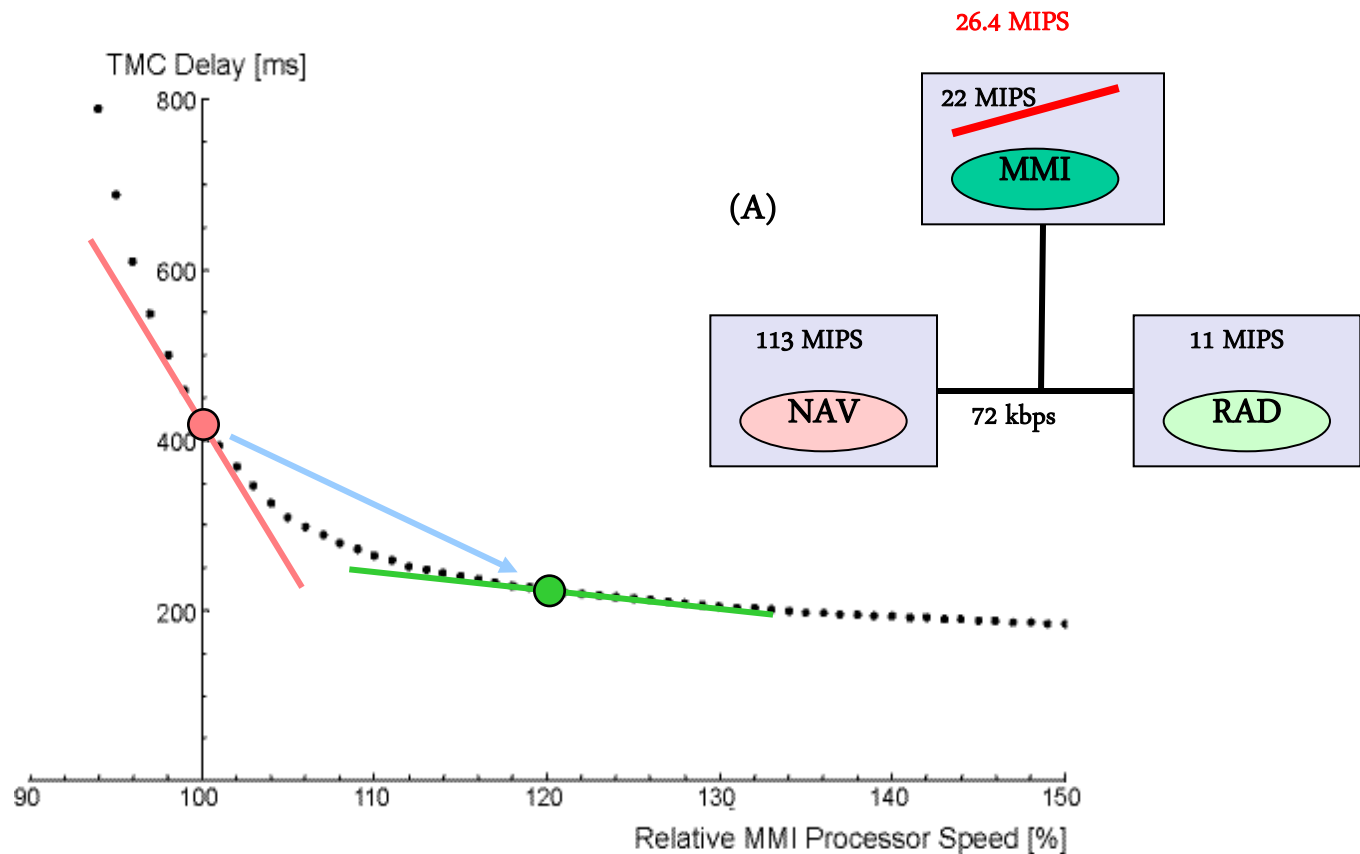 26.4 MIPS
TMC Delay [ms]
800
600
400
200
90 100 110 120 130 140 150
Relative MMI Processor Speed [%]
(A)
22 MIPS
MMI
113 MIPS
NAV
72 kbps
11 MIPS
RAD